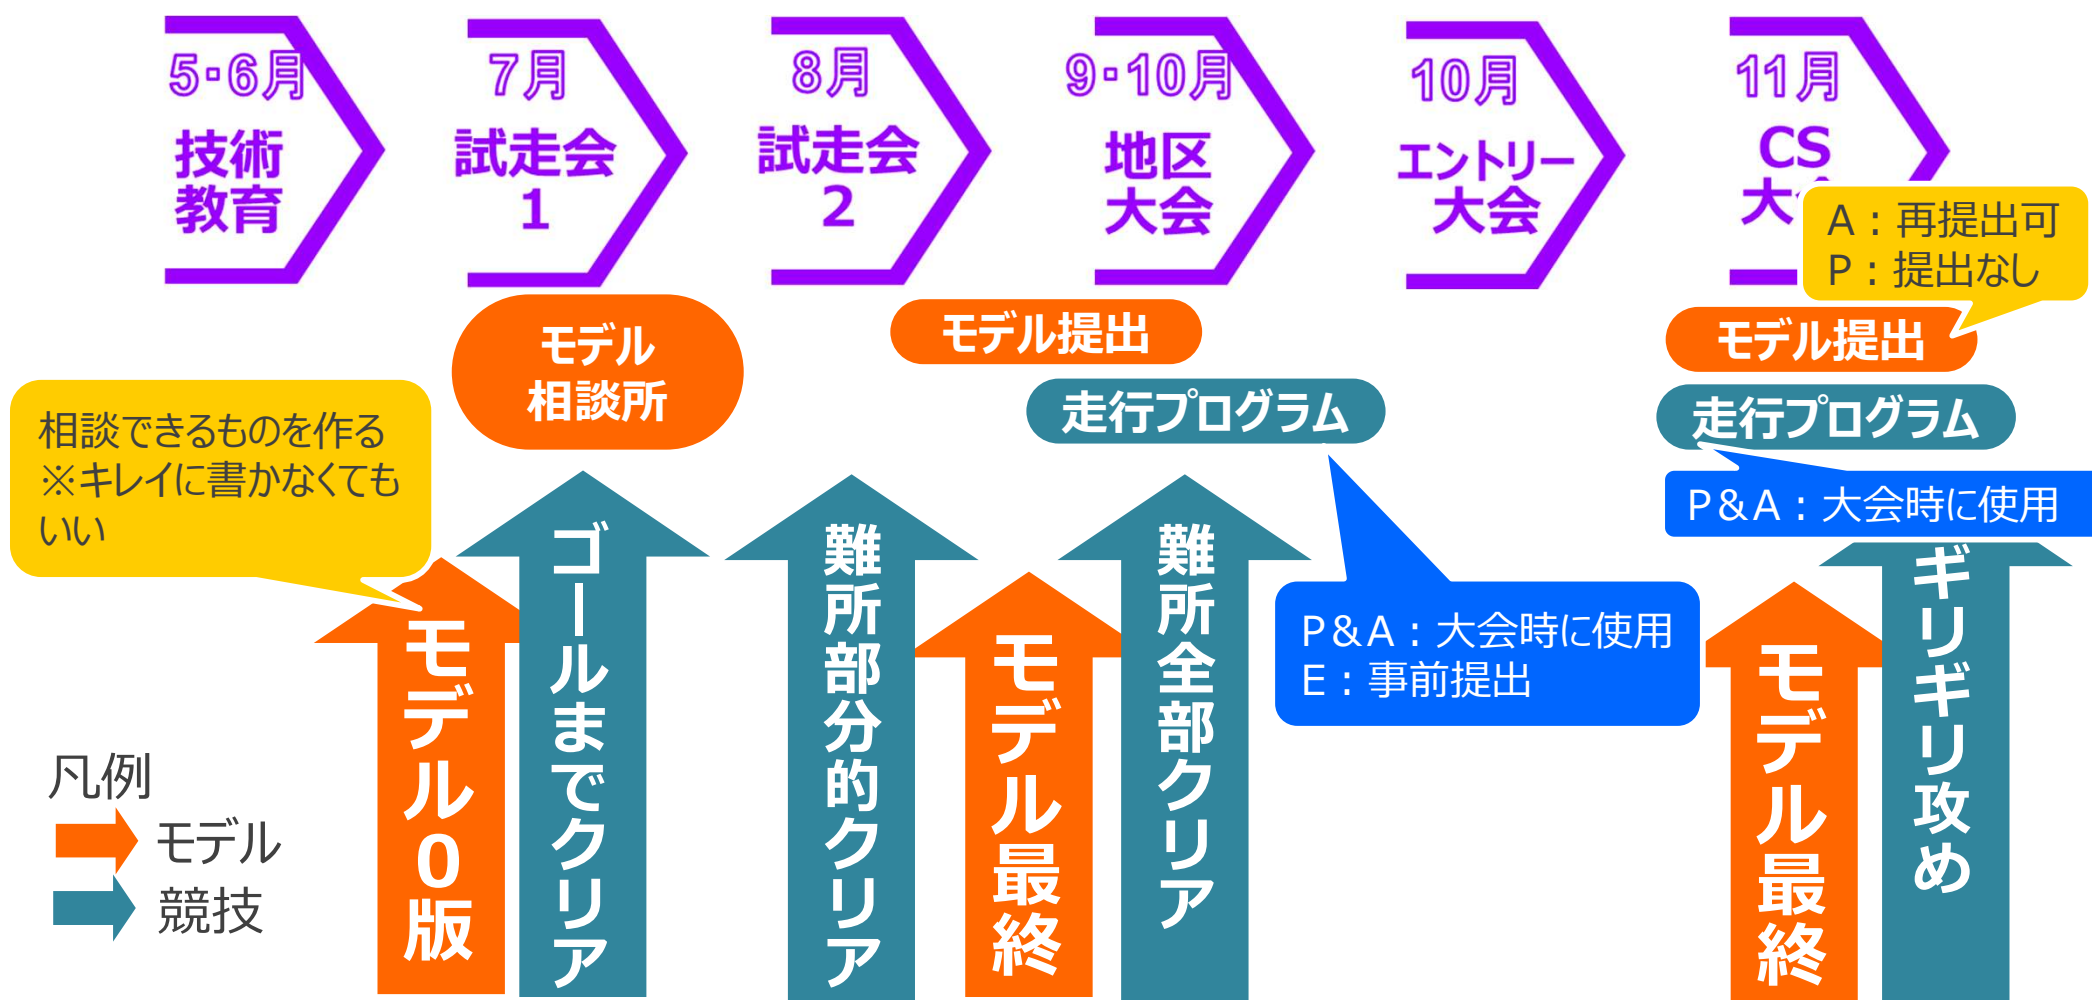 5・6月
技術
教育
7月
試走会
1
8月
試走会
2
9・10月
地区
大会
10月
エントリー
大会
11月
CS
大会
A：再提出可
P：提出なし
モデル
相談所
モデル提出
走行プログラム
モデル提出
走行プログラム
P&A：大会時に使用
相談できるものを作る
※キレイに書かなくても
いい
P&A：大会時に使用
E：事前提出
モデル0版
ゴールまでクリア
難所部分的クリア
モデル最終
難所全部クリア
モデル最終
ギリギリ攻め
凡例
モデル
競技